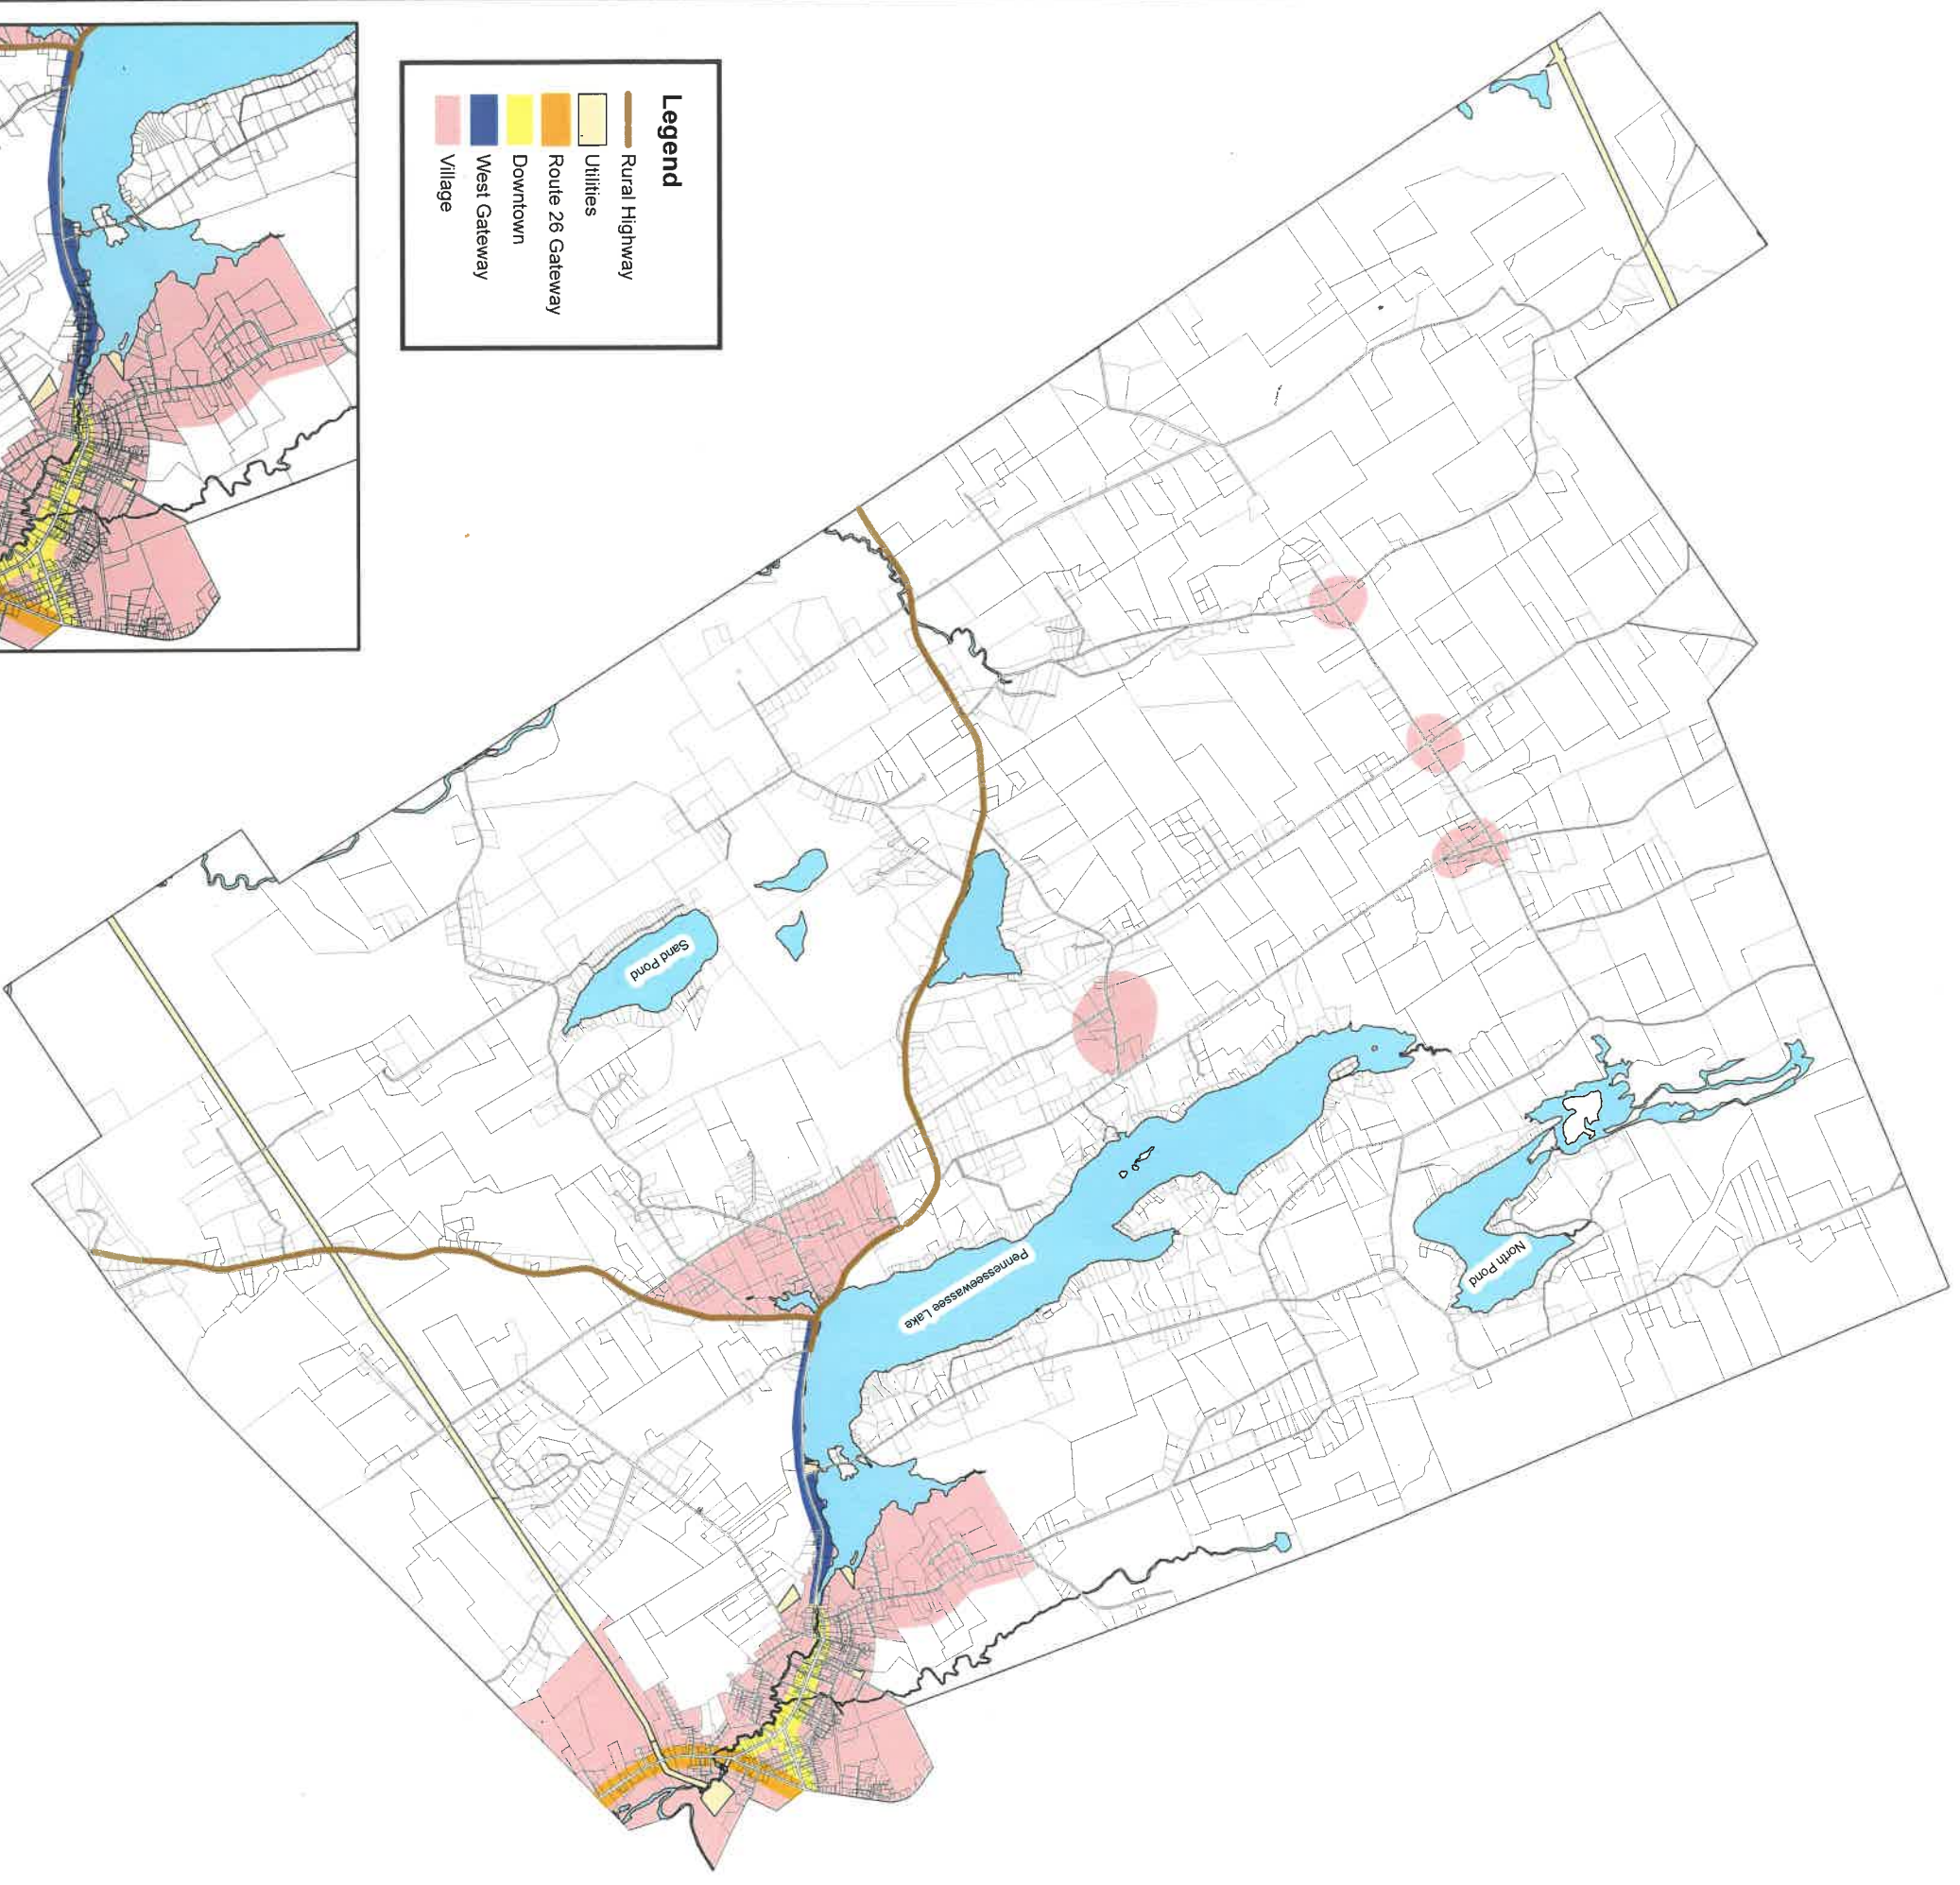 Legend
Rural Highway
Utilities
Route 26 Gateway
Downtown
West Gateway
Village
Sand Pond
Pennesseewassee Lake
North Pond